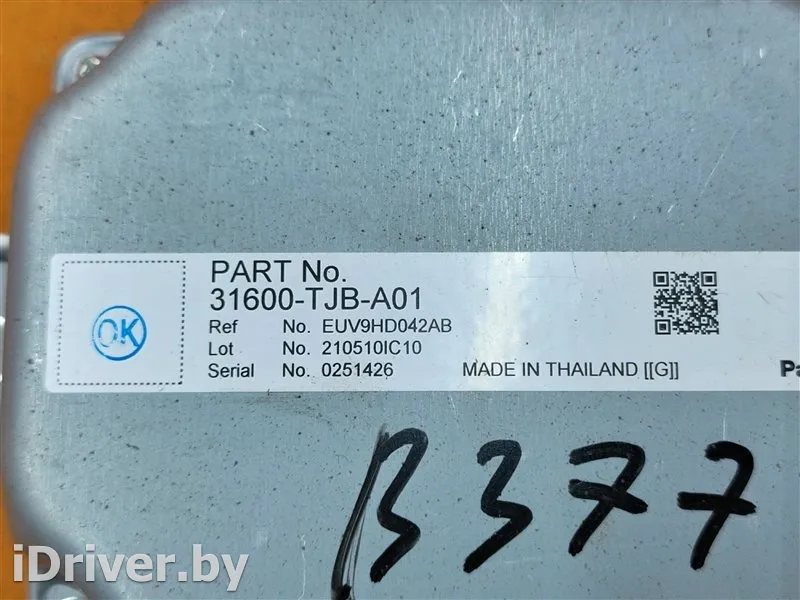 PART No.
31600-TJB-A01
OK
Ref No. EUV9HD042AB
Lot No. 210510IC10
Serial No. 0251426 MADE IN THAILAND [[G]]
B377
iDriver.by